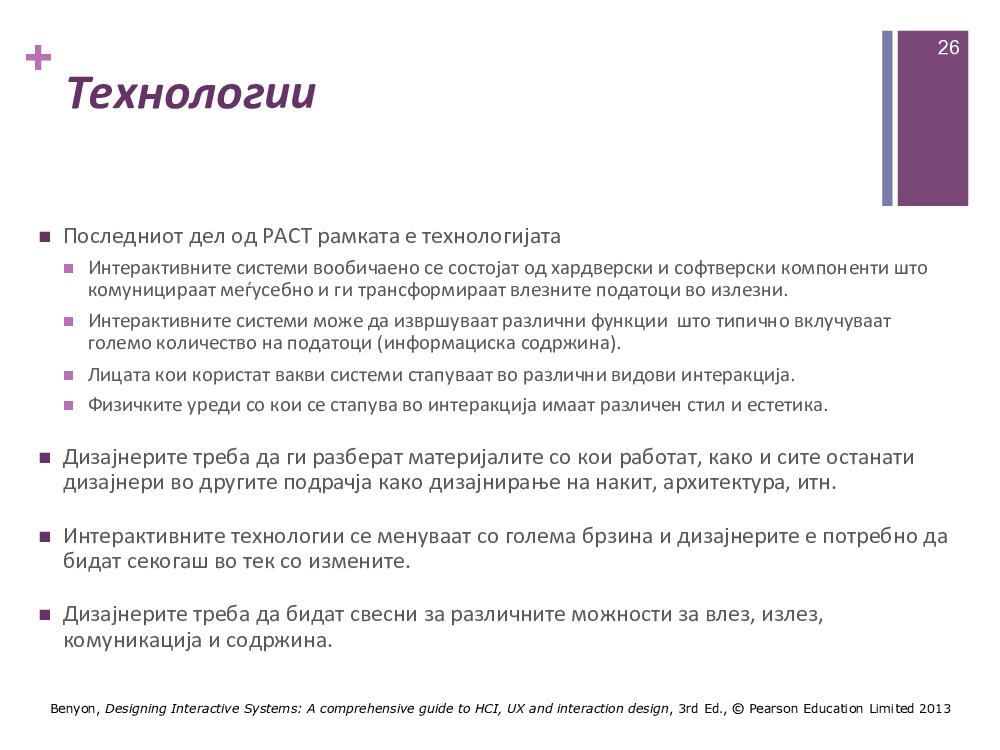 26
+
Технологии
Последниот дел од PACT рамката е технологијата
Интерактивните системи вообичаено се состојат од хардверски и софтверски компоненти што
комуницираат меѓусебно и ги трансформираат влезните податоци во излезни.
Интерактивните системи може да извршуваат различни функции што типично вклучуваат
големо количество на податоци (информациска содржина).
Лицата кои користат вакви системи стапуваат во различни видови интеракција.
Физичките уреди со кои се стапува во интеракција имаат различен стил и естетика.
Дизајнерите треба да ги разберат материјалите со кои работат, како и сите останати
дизајнери во другите подрачја како дизајнирање на накит, архитектура, итн.
Интерактивните технологии се менуваат со голема брзина и дизајнерите е потребно да
бидат секогаш во тек со измените.
Дизајнерите треба да бидат свесни за различните можности за влез, излез,
комуникација и содржина.
Benyon, Designing Interactive Systems: A comprehensive guide to HCI, UX and interaction design, 3rd Ed., © Pearson Education Limited 2013